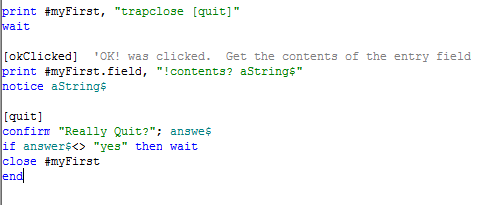 print #myFirst, "trapclose [quit]"
wait
[okClicked]  'OK! was clicked.  Get the contents of the entry field
print #myFirst.field, "!contents? aString$"
notice aString$
[quit]
confirm "Really Quit?"; answe$
if answer$<> "yes" then wait
close #myFirst
end